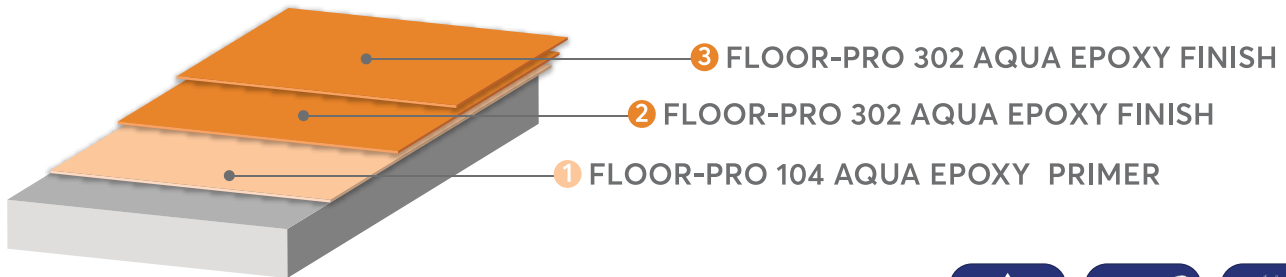 3 FLOOR-PRO 302 AQUA EPOXY FINISH
2 FLOOR-PRO 302 AQUA EPOXY FINISH
1 FLOOR-PRO 104 AQUA EPOXY PRIMER